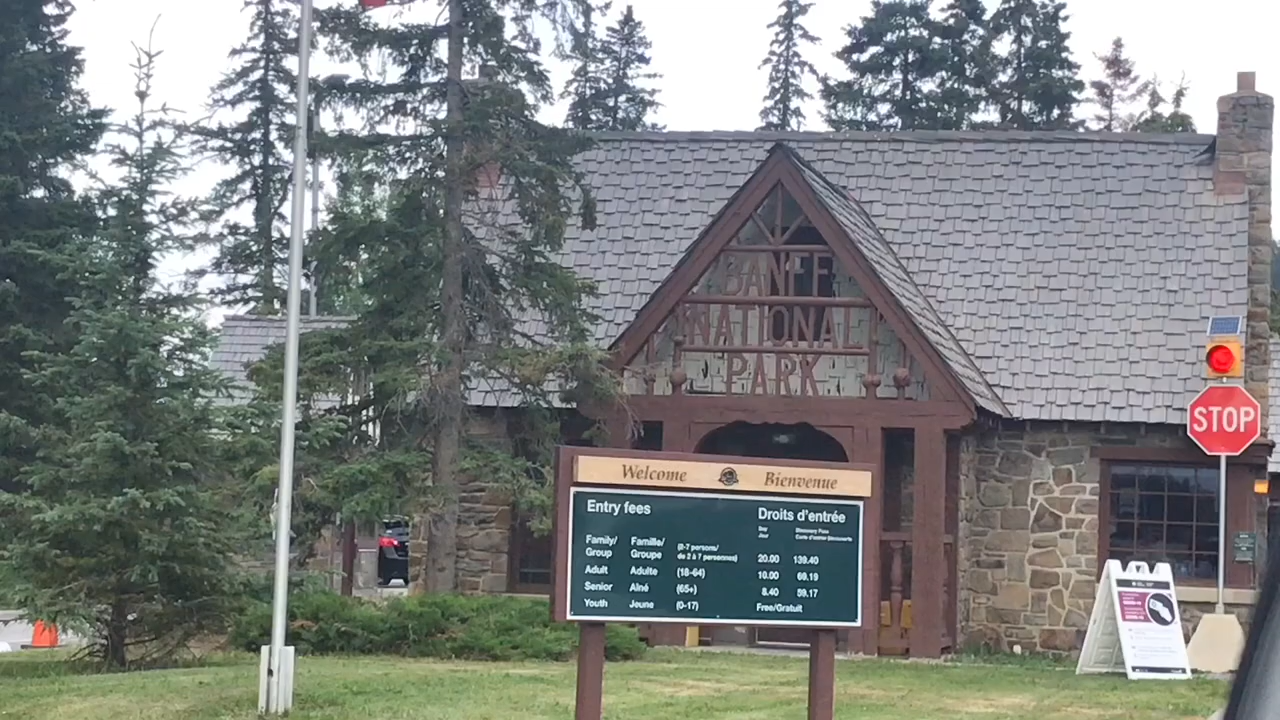 BANFF
NATIONAL
PARK
STOP
Welcome Bienvenue
Entry fees Droits d'entrée
Day Discovery Pass
Jour Carte d'entrée Découverte
Family/ Famille/ (2-7 persons/
Group Groupe de 2 à 7 personnes) 20.00 139.40
Adult Adulte (18-64) 10.00 69.19
Senior Aîné (65+) 8.40 59.17
Youth Jeune (0-17) Free/Gratuit